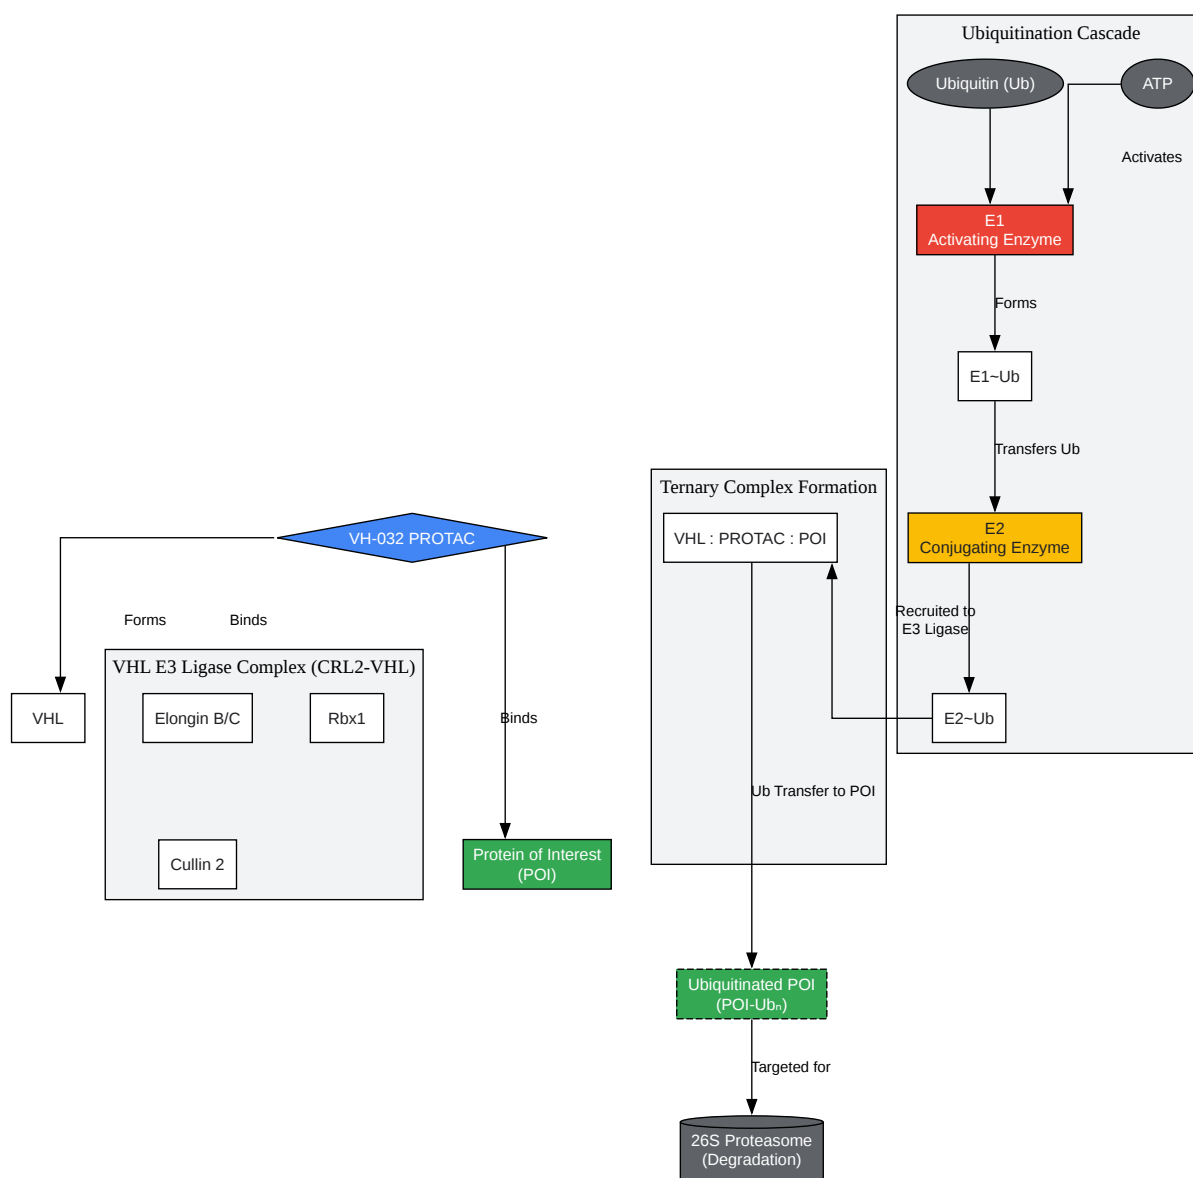 Ubiquitination Cascade
Ubiquitin (Ub)
ATP
Activates
E1
Activating Enzyme
Forms
E1~Ub
Transfers Ub
Ternary Complex Formation
VHL : PROTAC : POI
E2
Conjugating Enzyme
VH-032 PROTAC
Recruited to
E3 Ligase
Forms
Binds
VHL E3 Ligase Complex (CRL2-VHL)
VHL
Elongin B/C
Rbx1
Binds
E2~Ub
Ub Transfer to POI
Cullin 2
Protein of Interest
(POI)
Ubiquitinated POI
(POI-Ubₙ)
Targeted for
26S Proteasome
(Degradation)